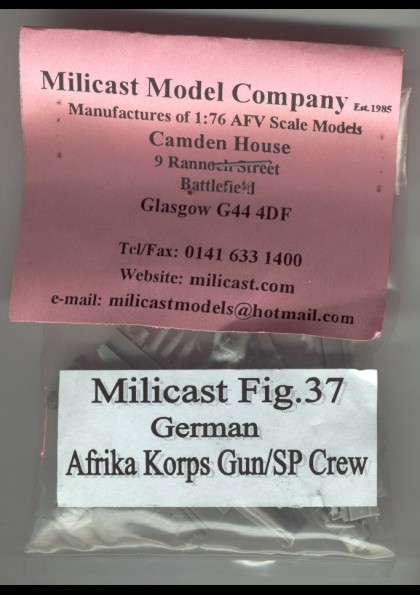 Milicast Model Company Est.1985
Manufactures of 1:76 AFV Scale Models
Camden House
9 Rannoch Street
Battlefield
Glasgow G44 4DF
Tel/Fax: 0141 633 1400
Website: milicast.com
e-mail: milicastmodels@hotmail.com
Milicast Fig.37
German
Afrika Korps Gun/SP Crew